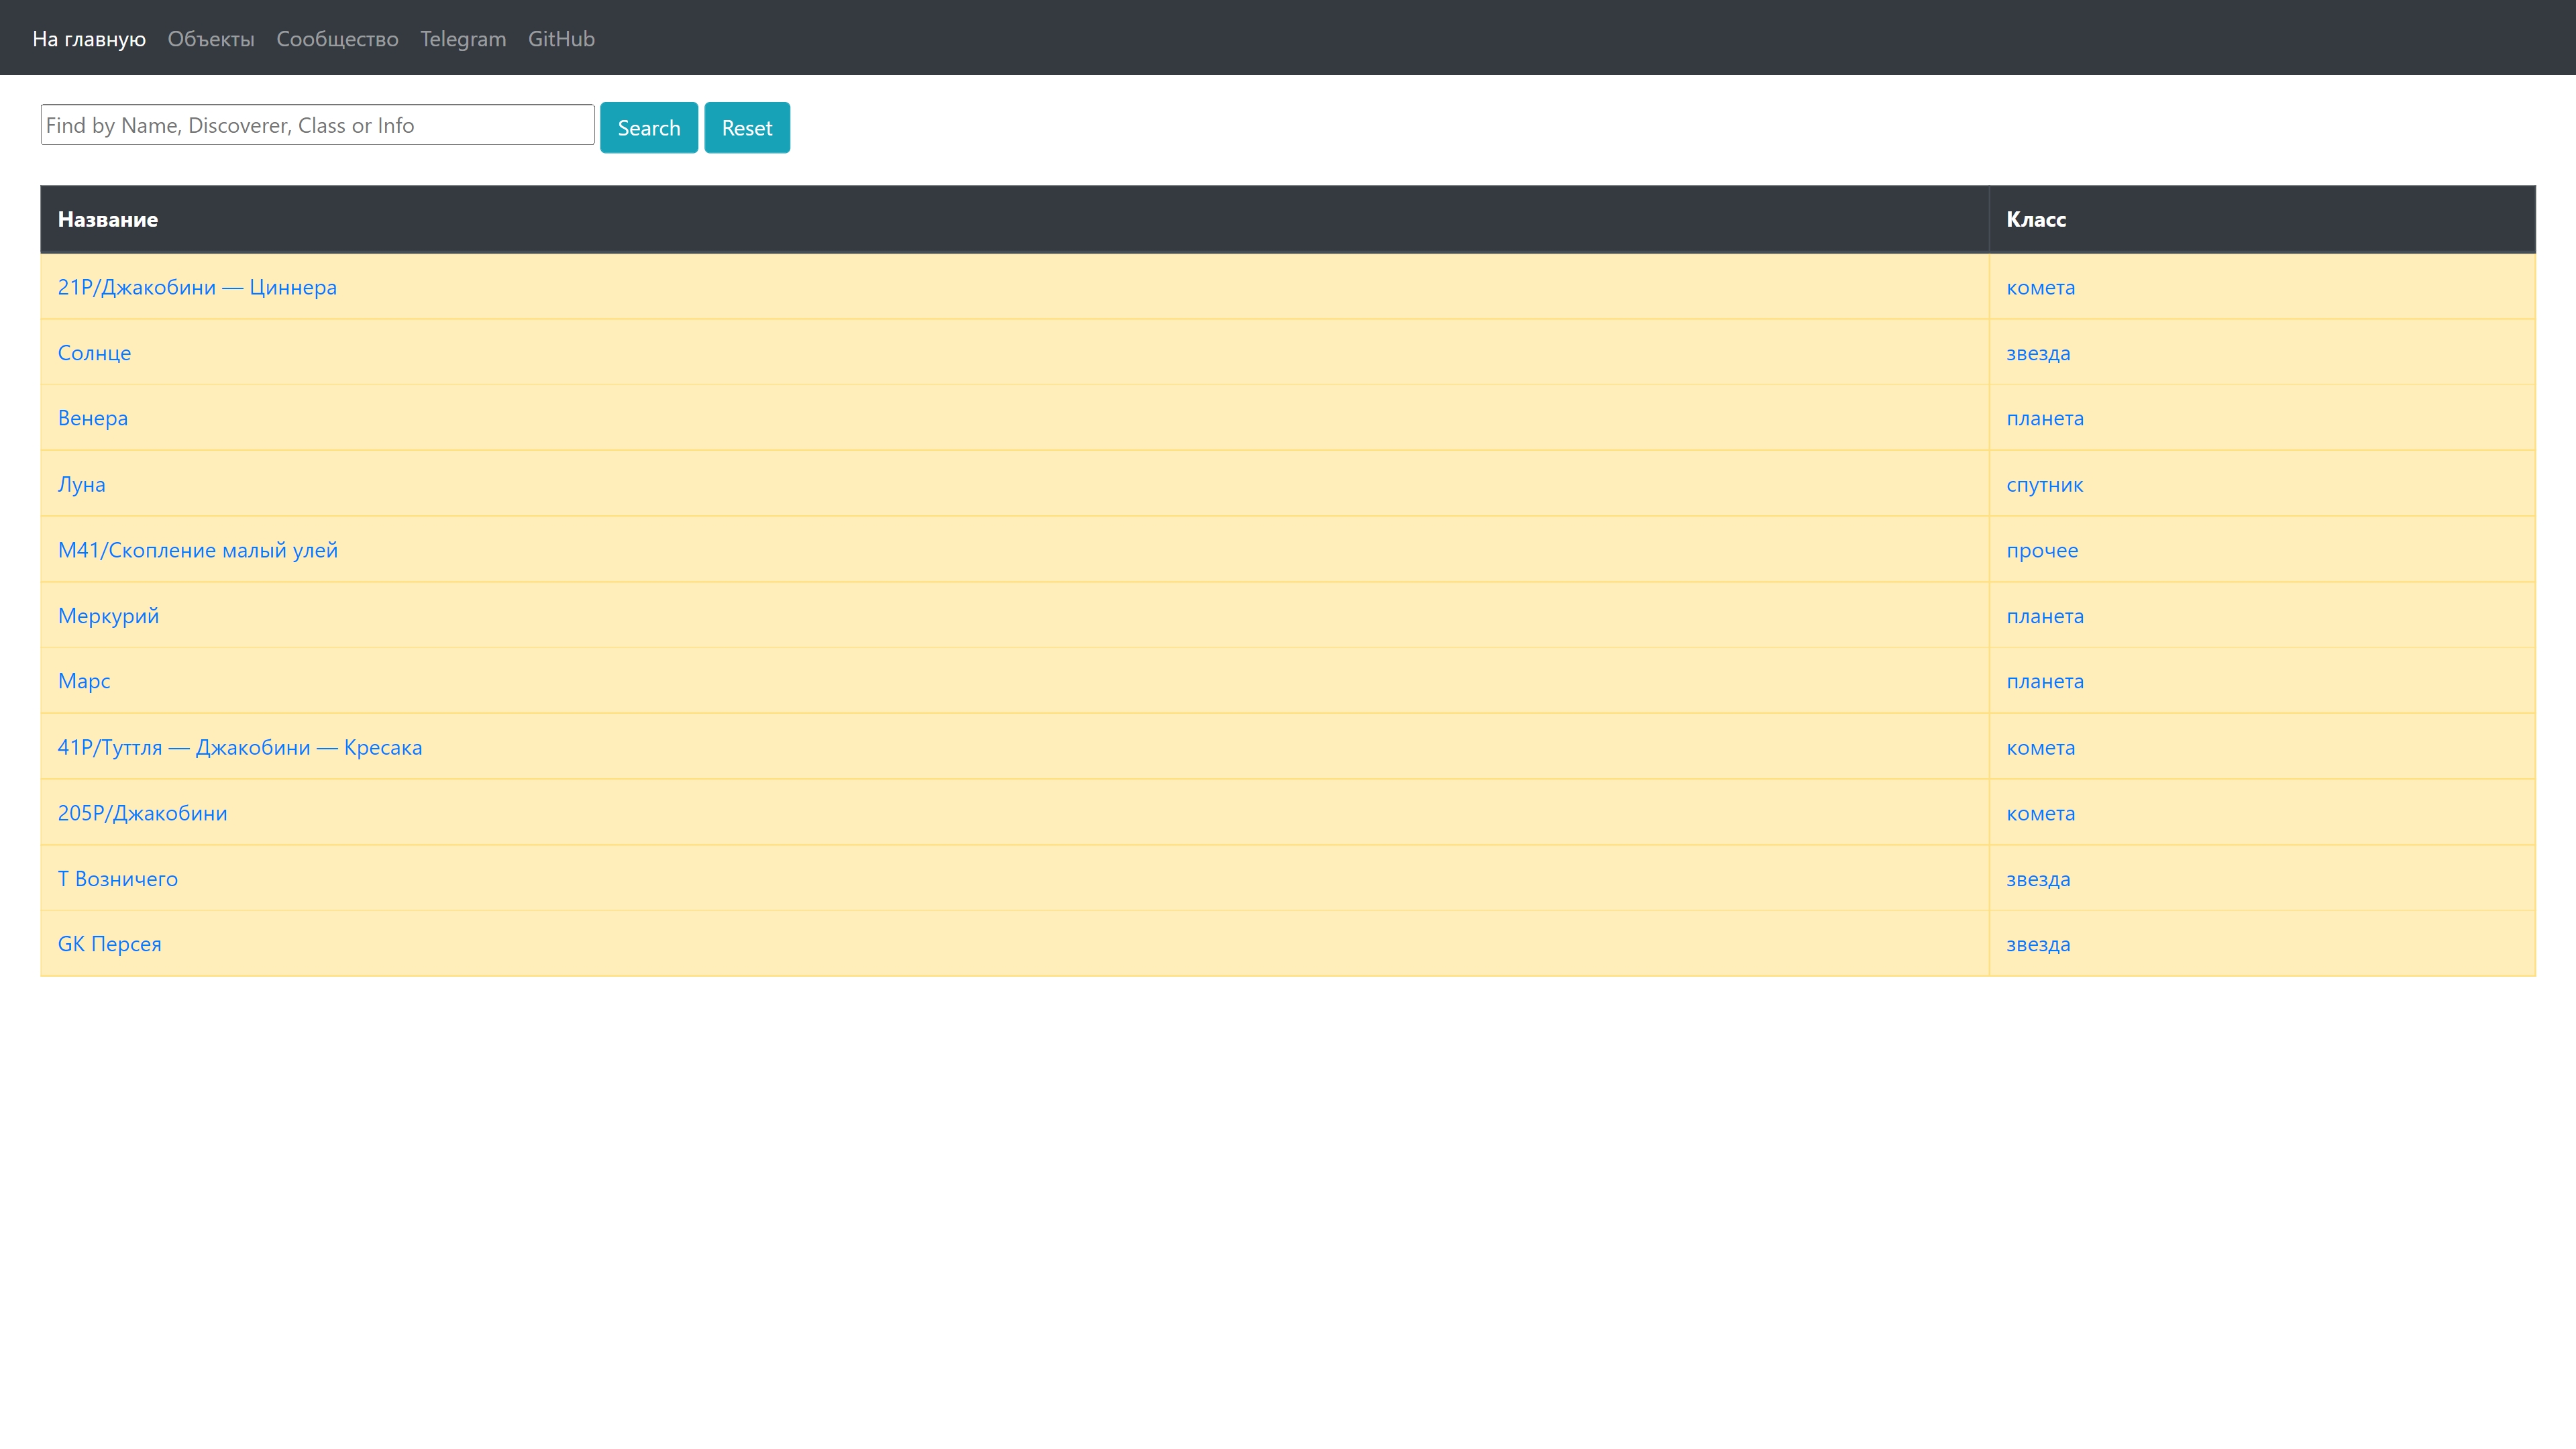 На главную Объекты Сообщество Telegram GitHub
Find by Name, Discoverer, Class or Info Search Reset
Название Класс
21P/Джакобини — Циннера комета
Солнце звезда
Венера планета
Луна спутник
M41/Скопление малый улей прочее
Меркурий планета
Марс планета
41P/Туттля — Джакобини — Кресака комета
205P/Джакобини комета
T Возничего звезда
GK Персея звезда